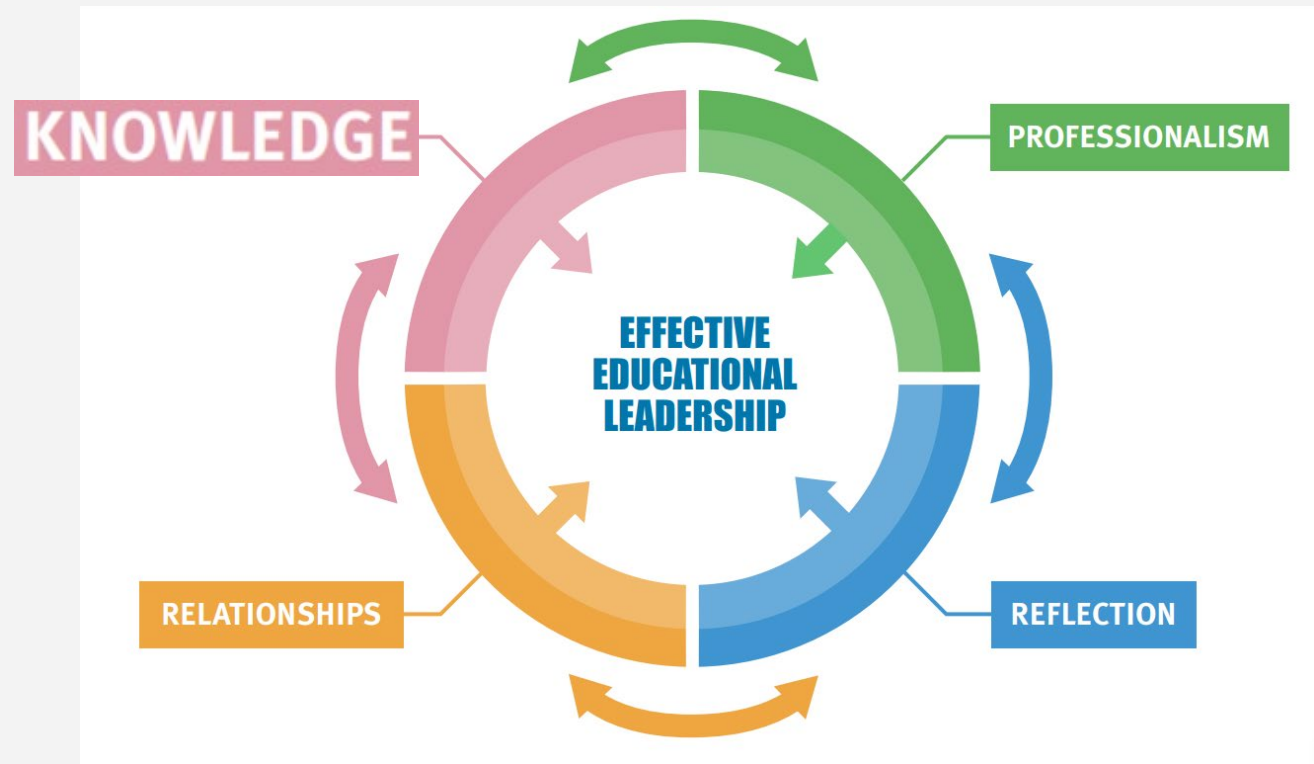 KNOWLEDGE
PROFESSIONALISM
EFFECTIVE
EDUCATIONAL
LEADERSHIP
RELATIONSHIPS
REFLECTION